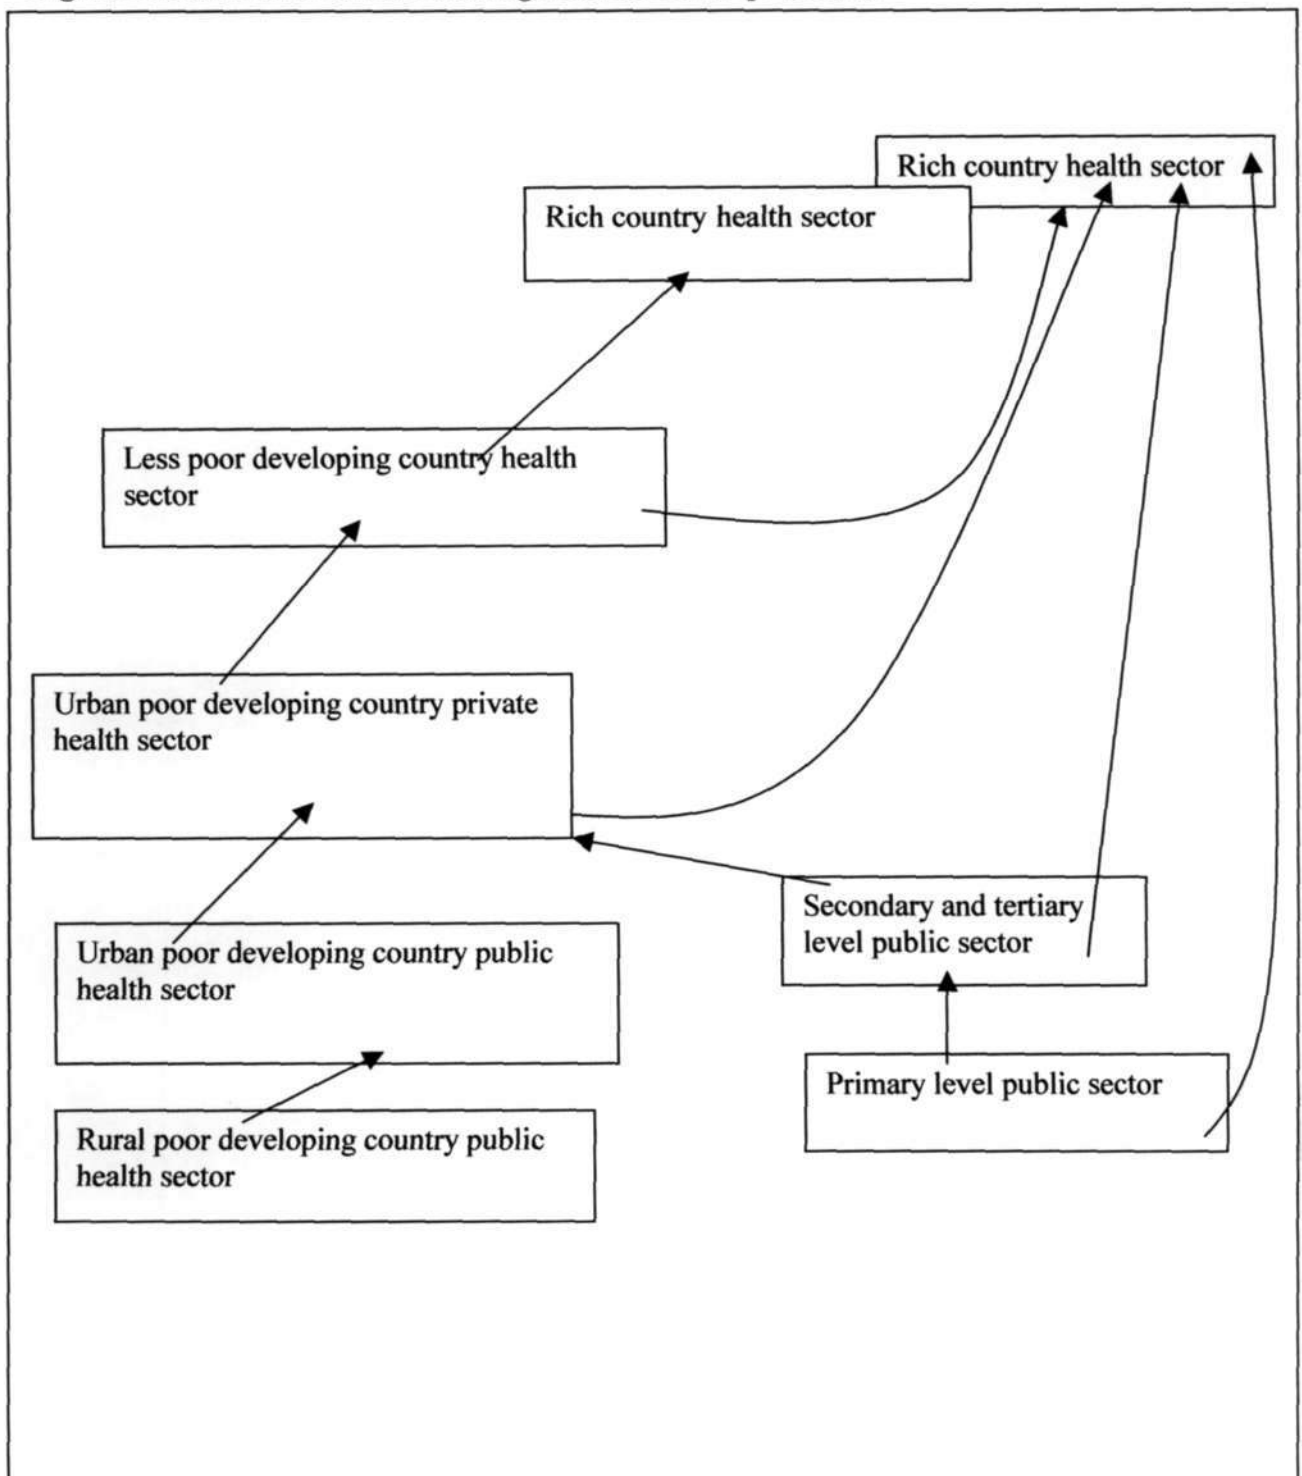 Rich country health sector
Rich country health sector
Less poor developing country health
sector
Urban poor developing country private
health sector
Secondary and tertiary
level public sector
Urban poor developing country public
health sector
Primary level public sector
Rural poor developing country public
health sector